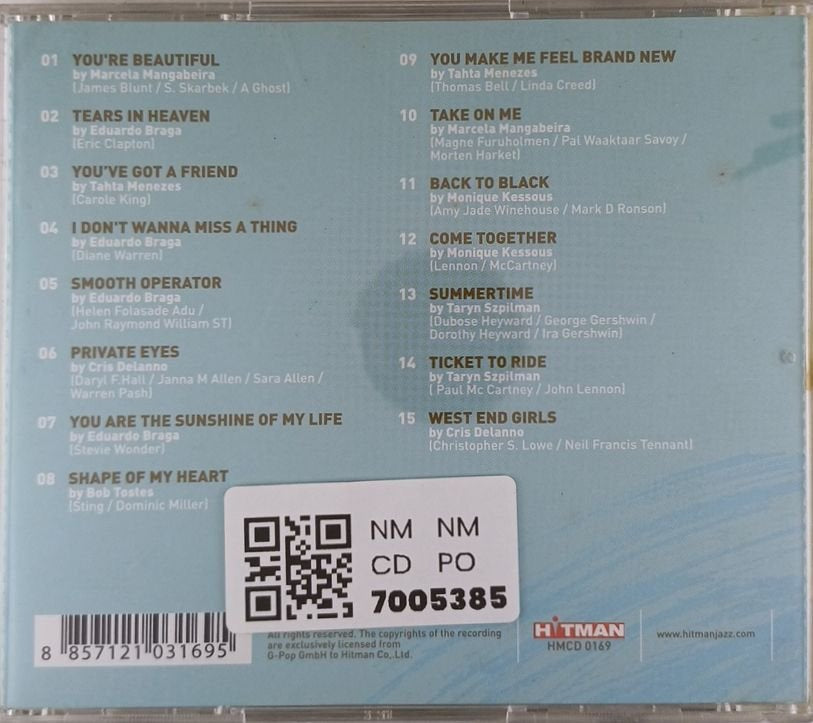 01 YOU'RE BEAUTIFUL
by Marcela Mangabeira
(James Blunt / S. Skarbek / A Ghost)
02 TEARS IN HEAVEN
by Eduardo Braga
(Eric Clapton)
03 YOU'VE GOT A FRIEND
by Tahta Menezes
(Carole King)
04 I DON'T WANNA MISS A THING
by Eduardo Braga
(Diane Warren)
05 SMOOTH OPERATOR
by Eduardo Braga
(Helen Folasade Adu /
John Raymond William ST)
06 PRIVATE EYES
by Cris Delanno
(Daryl F.Hall / Janna M Allen / Sara Allen /
Warren Pash)
07 YOU ARE THE SUNSHINE OF MY LIFE
by Eduardo Braga
(Stevie Wonder)
08 SHAPE OF MY HEART
by Bob Tostes
(Sting / Dominic Miller)
09 YOU MAKE ME FEEL BRAND NEW
by Tahta Menezes
(Thomas Bell / Linda Creed)
10 TAKE ON ME
by Marcela Mangabeira
(Magne Furuholmen / Pal Waaktaar Savoy /
Morten Harket)
11 BACK TO BLACK
by Monique Kessous
(Amy Jade Winehouse / Mark D Ronson)
12 COME TOGETHER
by Monique Kessous
(Lennon / McCartney)
13 SUMMERTIME
by Taryn Szpilman
(Dubose Heyward / George Gershwin /
Dorothy Heyward / Ira Gershwin)
14 TICKET TO RIDE
by Taryn Szpilman
( Paul Mc Cartney / John Lennon)
15 WEST END GIRLS
by Cris Delanno
(Christopher S. Lowe / Neil Francis Tennant)
NM NM
CD PO
7005385
8 857121 031695
All rights reserved. The copyrights of the recording
are exclusively licensed from
G-Pop GmbH to Hitman Co,.Ltd.
HITMAN
HMCD 0169
www.hitmanjazz.com